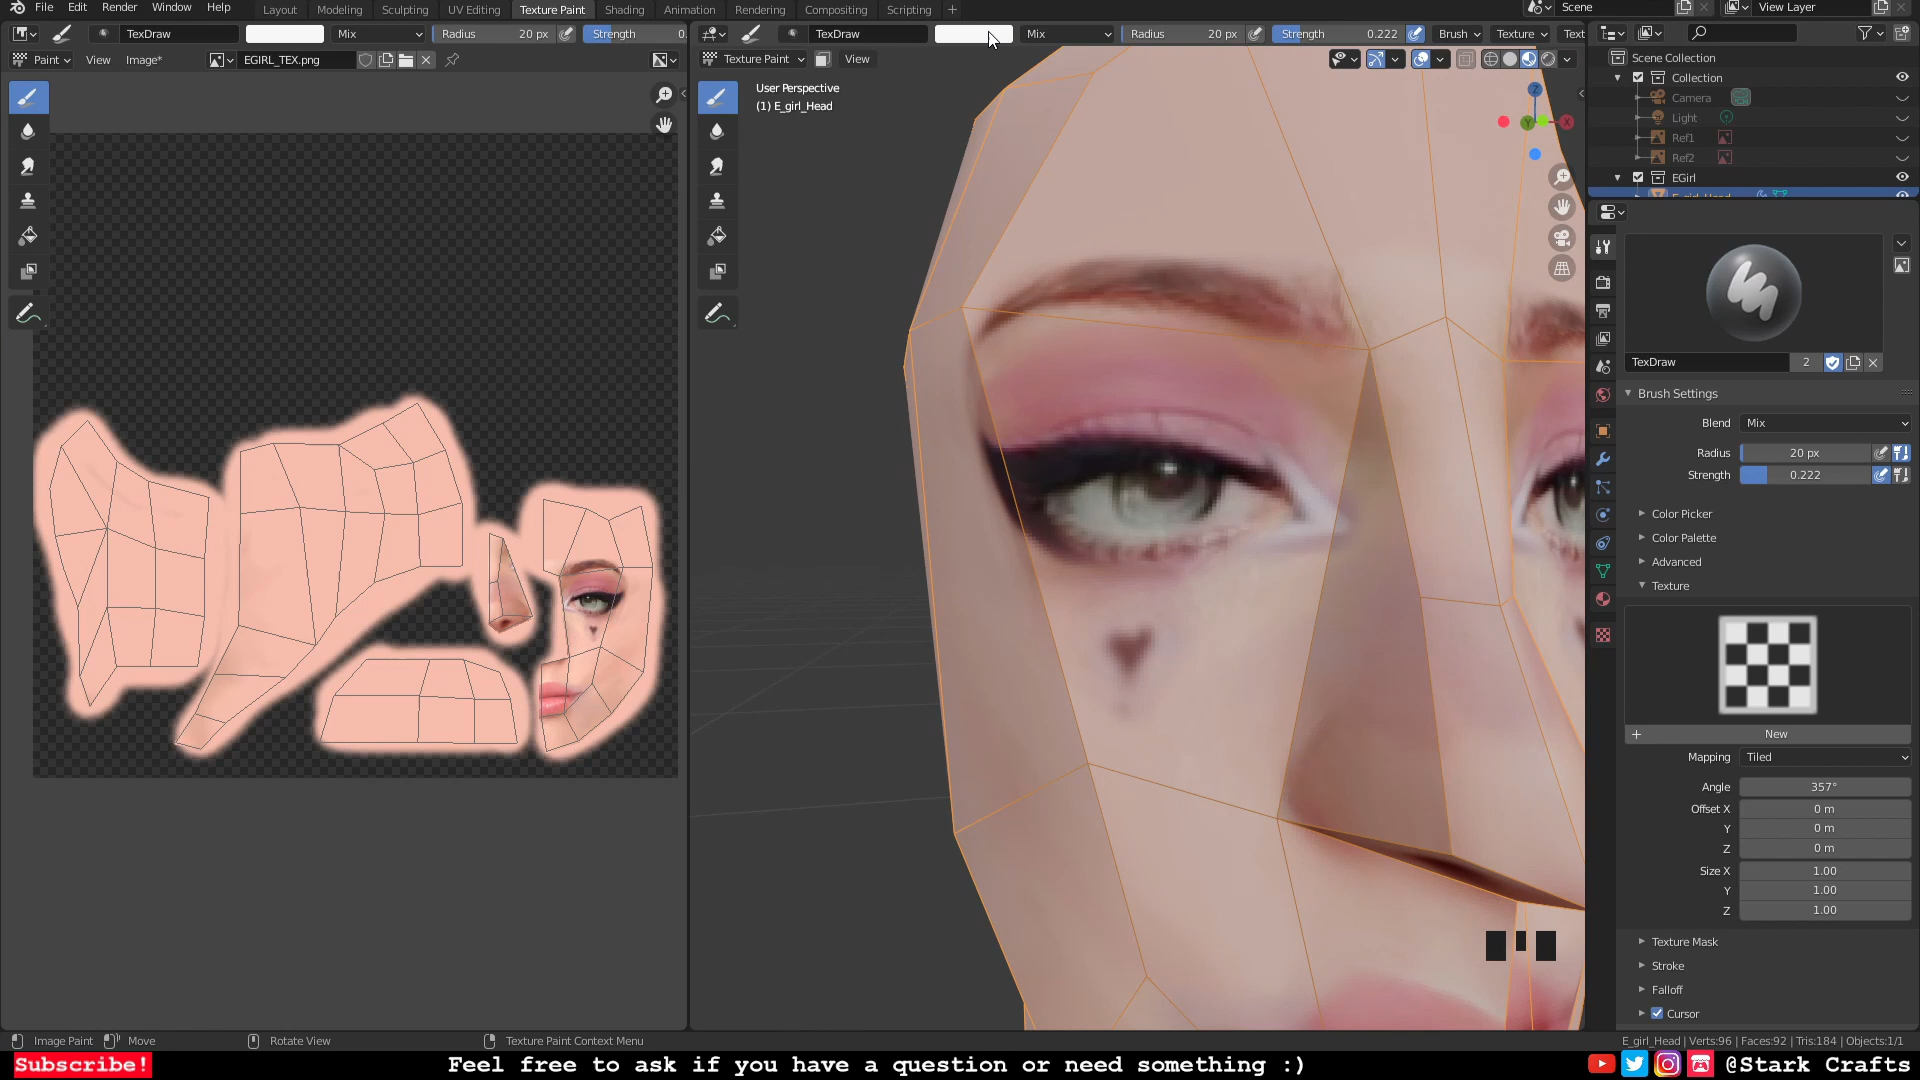 File Edit Render Window Help
Layout Modeling Sculpting UV Editing Texture Paint Shading Animation Rendering Compositing Scripting +
Scene
View Layer
TexDraw Mix Radius 20 px Strength 0.
TexDraw Mix Radius 20 px Strength 0.222 Brush Texture Text
Paint View Image* EGIRL_TEX.png
Texture Paint View
User Perspective
(1) E_girl_Head
Z
Y
X
Scene Collection
Collection
Camera
Light
Ref1
Ref2
EGirl
TexDraw 2
Brush Settings
Blend Mix
Radius 20 px
Strength 0.222
Color Picker
Color Palette
Advanced
Texture
+ New
Mapping Tiled
Angle 357°
Offset X 0 m
Y 0 m
Z 0 m
Size X 1.00
Y 1.00
Z 1.00
Texture Mask
Stroke
Falloff
Cursor
Image Paint Move Rotate View Texture Paint Context Menu
E_girl_Head | Verts:96 | Faces:92 | Tris:184 | Objects:1/1
Subscribe! Feel free to ask if you have a question or need something :) @Stark Crafts